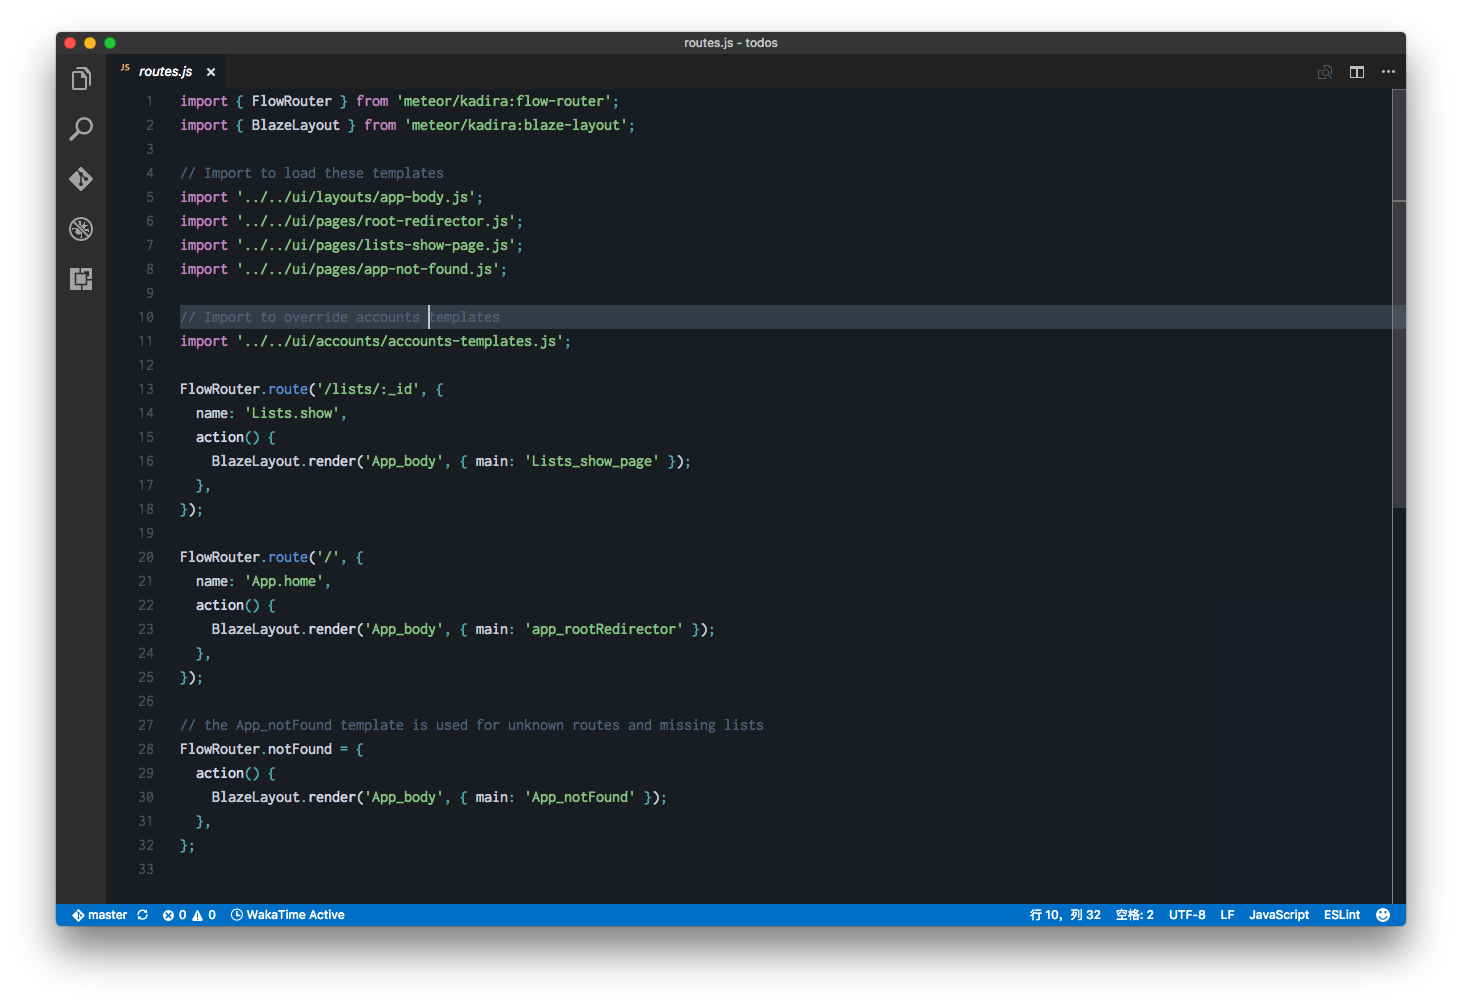 routes.js - todos
JS routes.js ×
1 import { FlowRouter } from 'meteor/kadira:flow-router';
2 import { BlazeLayout } from 'meteor/kadira:blaze-layout';
3
4 // Import to load these templates
5 import '../../ui/layouts/app-body.js';
6 import '../../ui/pages/root-redirector.js';
7 import '../../ui/pages/lists-show-page.js';
8 import '../../ui/pages/app-not-found.js';
9
10 // Import to override accounts templates
11 import '../../ui/accounts/accounts-templates.js';
12
13 FlowRouter.route('/lists/:_id', {
14   name: 'Lists.show',
15   action() {
16     BlazeLayout.render('App_body', { main: 'Lists_show_page' });
17   },
18 });
19
20 FlowRouter.route('/', {
21   name: 'App.home',
22   action() {
23     BlazeLayout.render('App_body', { main: 'app_rootRedirector' });
24   },
25 });
26
27 // the App_notFound template is used for unknown routes and missing lists
28 FlowRouter.notFound = {
29   action() {
30     BlazeLayout.render('App_body', { main: 'App_notFound' });
31   },
32 };
33
master 0 0 WakaTime Active 行 10，列 32 空格: 2 UTF-8 LF JavaScript ESLint